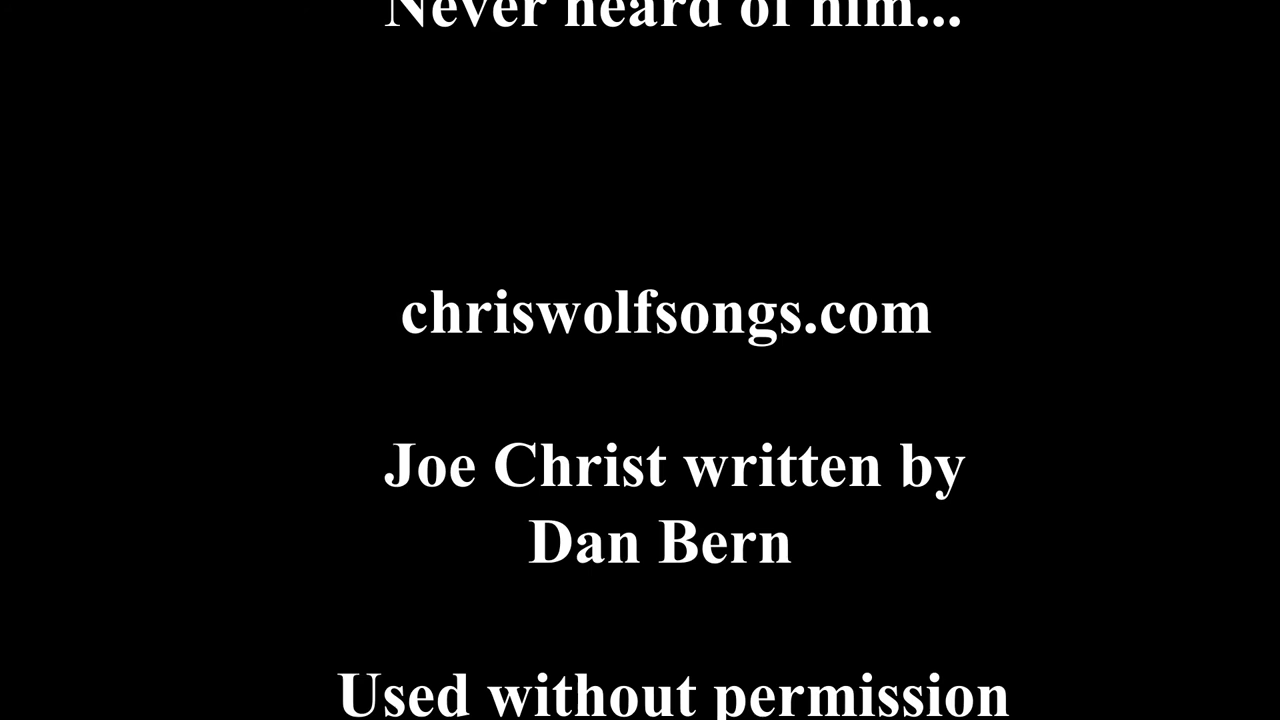 Never heard of him...
chriswolfsongs.com
Joe Christ written by
Dan Bern
Used without permission